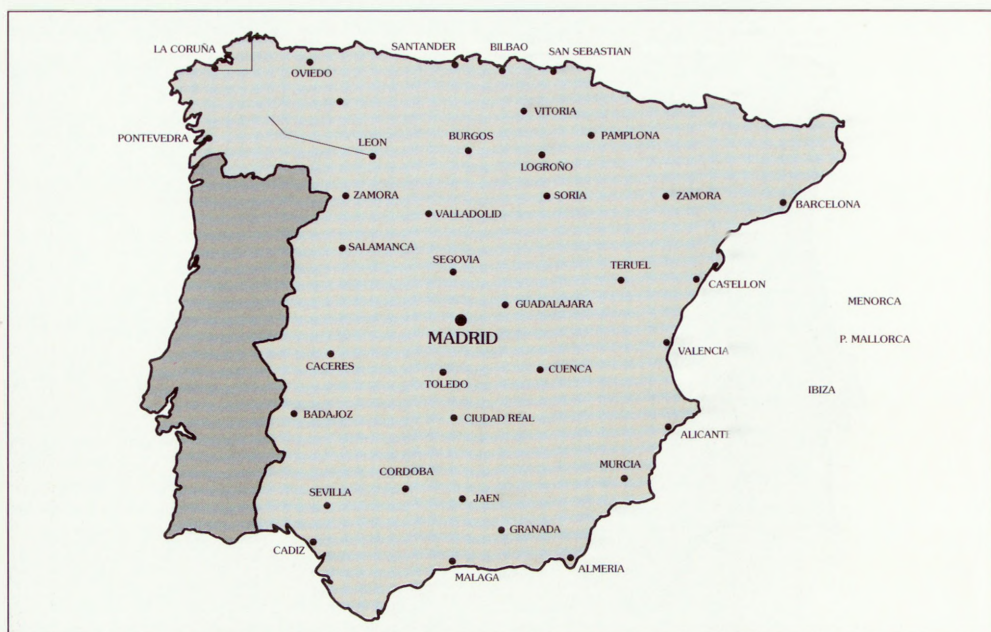 LA CORUÑA
SANTANDER
BILBAO
SAN SEBASTIAN
OVIEDO
VITORIA
PONTEVEDRA
LEON
BURGOS
PAMPLONA
LOGROÑO
ZAMORA
SORIA
ZAMORA
BARCELONA
VALLADOLID
SALAMANCA
SEGOVIA
TERUEL
CASTELLON
GUADALAJARA
MENORCA
MADRID
P. MALLORCA
VALENCIA
CACERES
TOLEDO
CUENCA
IBIZA
BADAJOZ
CIUDAD REAL
ALICANTE
MURCIA
CORDOBA
SEVILLA
JAEN
GRANADA
CADIZ
MALAGA
ALMERIA